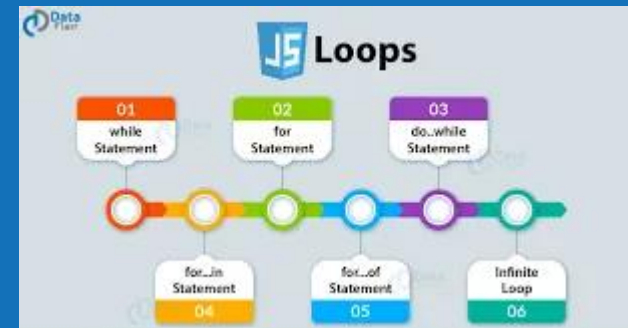 Data
Flair
JS Loops
01
while
Statement
02
for
Statement
03
do..while
Statement
for...in
Statement
04
for...of
Statement
05
Infinite
Loop
06